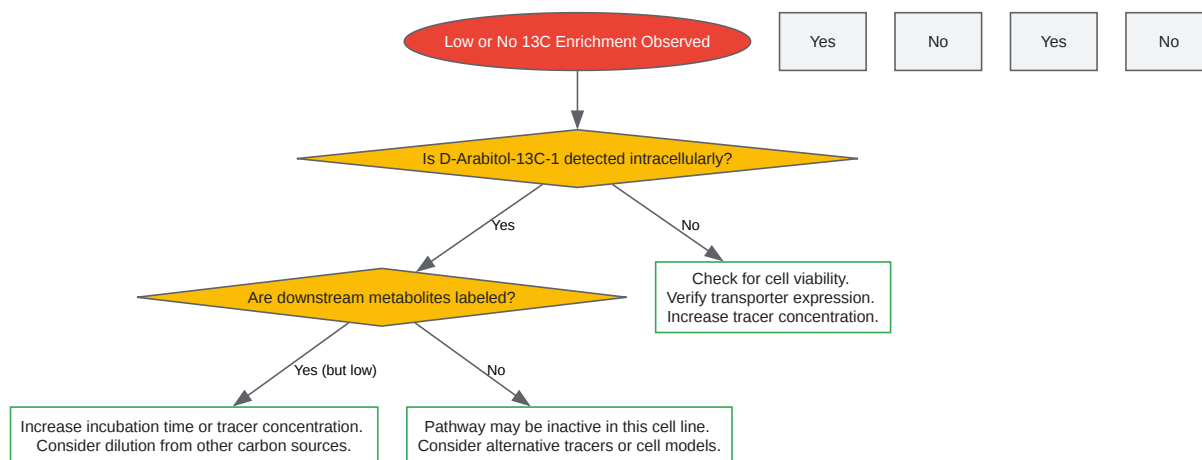 Low or No 13C Enrichment Observed
Yes
No
Yes
No
Is D-Arabitol-13C-1 detected intracellularly?
Yes
No
Are downstream metabolites labeled?
Check for cell viability.
Verify transporter expression.
Increase tracer concentration.
Yes (but low)
No
Increase incubation time or tracer concentration.
Consider dilution from other carbon sources.
Pathway may be inactive in this cell line.
Consider alternative tracers or cell models.